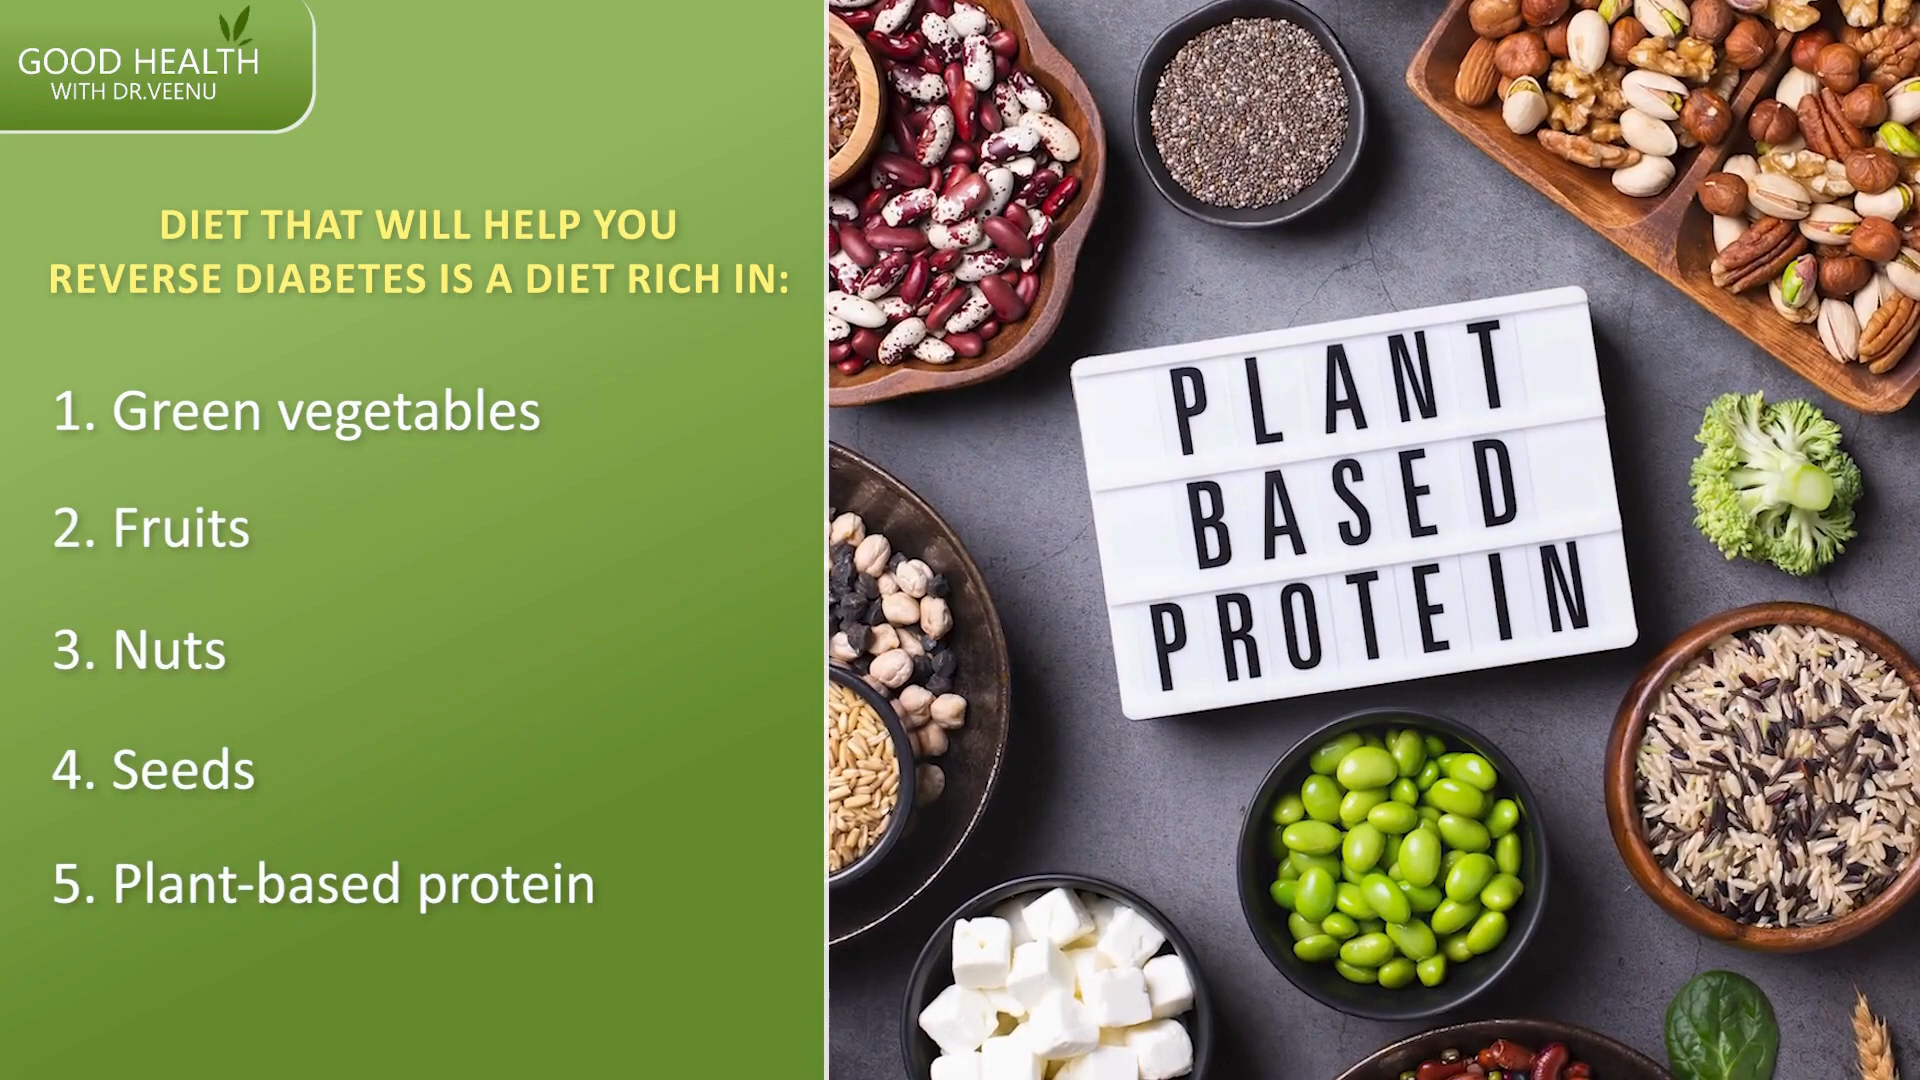 GOOD HEALTH
WITH DR.VEENU
DIET THAT WILL HELP YOU
REVERSE DIABETES IS A DIET RICH IN:
1. Green vegetables
2. Fruits
3. Nuts
4. Seeds
5. Plant-based protein
PLANT
BASED
PROTEIN